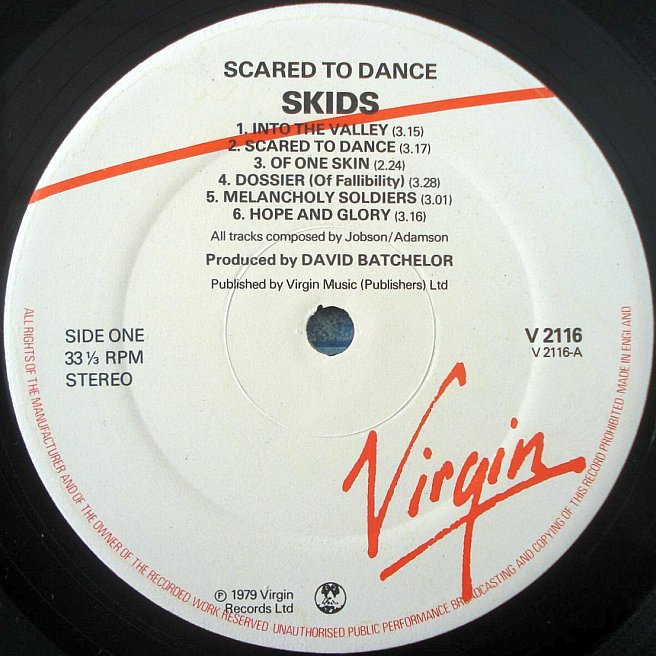 SCARED TO DANCE
SKIDS
1. INTO THE VALLEY (3.15)
2. SCARED TO DANCE (3.17)
3. OF ONE SKIN (2.24)
4. DOSSIER (Of Fallibility) (3.28)
5. MELANCHOLY SOLDIERS (3.01)
6. HOPE AND GLORY (3.16)
All tracks composed by Jobson/Adamson
Produced by DAVID BATCHELOR
Published by Virgin Music (Publishers) Ltd
SIDE ONE
33 ⅓ RPM
STEREO
V 2116
V 2116-A
Virgin
℗ 1979 Virgin
Records Ltd
ALL RIGHTS OF THE MANUFACTURER AND OF THE OWNER OF THE RECORDED WORK RESERVED UNAUTHORISED PUBLIC PERFORMANCE BROADCASTING AND COPYING OF THIS RECORD PROHIBITED MADE IN ENGLAND